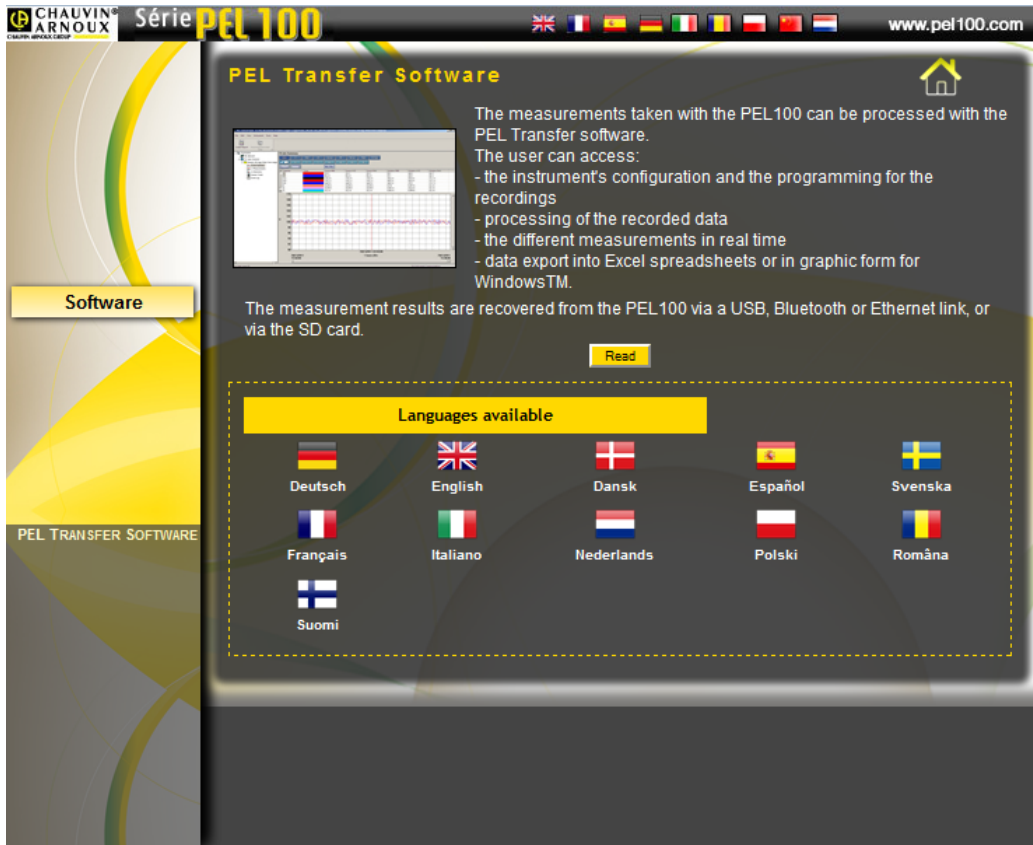 CHAUVIN®
ARNOUX
CHAUVIN ARNOUX GROUP
Série PEL 100
www.pel100.com
PEL Transfer Software
The measurements taken with the PEL100 can be processed with the
PEL Transfer software.
The user can access:
- the instrument's configuration and the programming for the
recordings
- processing of the recorded data
- the different measurements in real time
- data export into Excel spreadsheets or in graphic form for
WindowsTM.
Software
The measurement results are recovered from the PEL100 via a USB, Bluetooth or Ethernet link, or
via the SD card.
Read
Languages available
Deutsch English Dansk Español Svenska
PEL TRANSFER SOFTWARE
Français Italiano Nederlands Polski Româna
Suomi